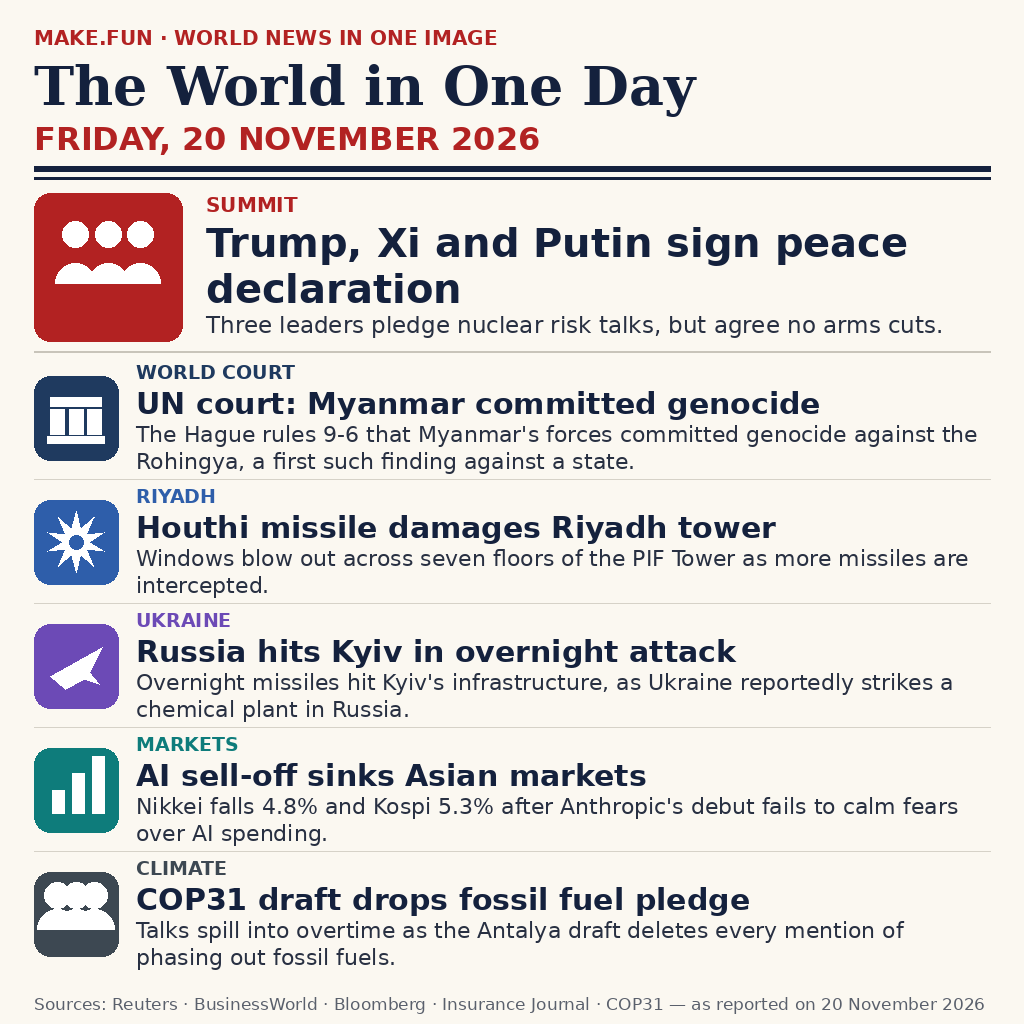 MAKE.FUN · WORLD NEWS IN ONE IMAGE
The World in One Day
FRIDAY, 20 NOVEMBER 2026
SUMMIT
Trump, Xi and Putin sign peace
declaration
Three leaders pledge nuclear risk talks, but agree no arms cuts.
WORLD COURT
UN court: Myanmar committed genocide
The Hague rules 9-6 that Myanmar's forces committed genocide against the
Rohingya, a first such finding against a state.
RIYADH
Houthi missile damages Riyadh tower
Windows blow out across seven floors of the PIF Tower as more missiles are
intercepted.
UKRAINE
Russia hits Kyiv in overnight attack
Overnight missiles hit Kyiv's infrastructure, as Ukraine reportedly strikes a
chemical plant in Russia.
MARKETS
AI sell-off sinks Asian markets
Nikkei falls 4.8% and Kospi 5.3% after Anthropic's debut fails to calm fears
over AI spending.
CLIMATE
COP31 draft drops fossil fuel pledge
Talks spill into overtime as the Antalya draft deletes every mention of
phasing out fossil fuels.
Sources: Reuters · BusinessWorld · Bloomberg · Insurance Journal · COP31 — as reported on 20 November 2026